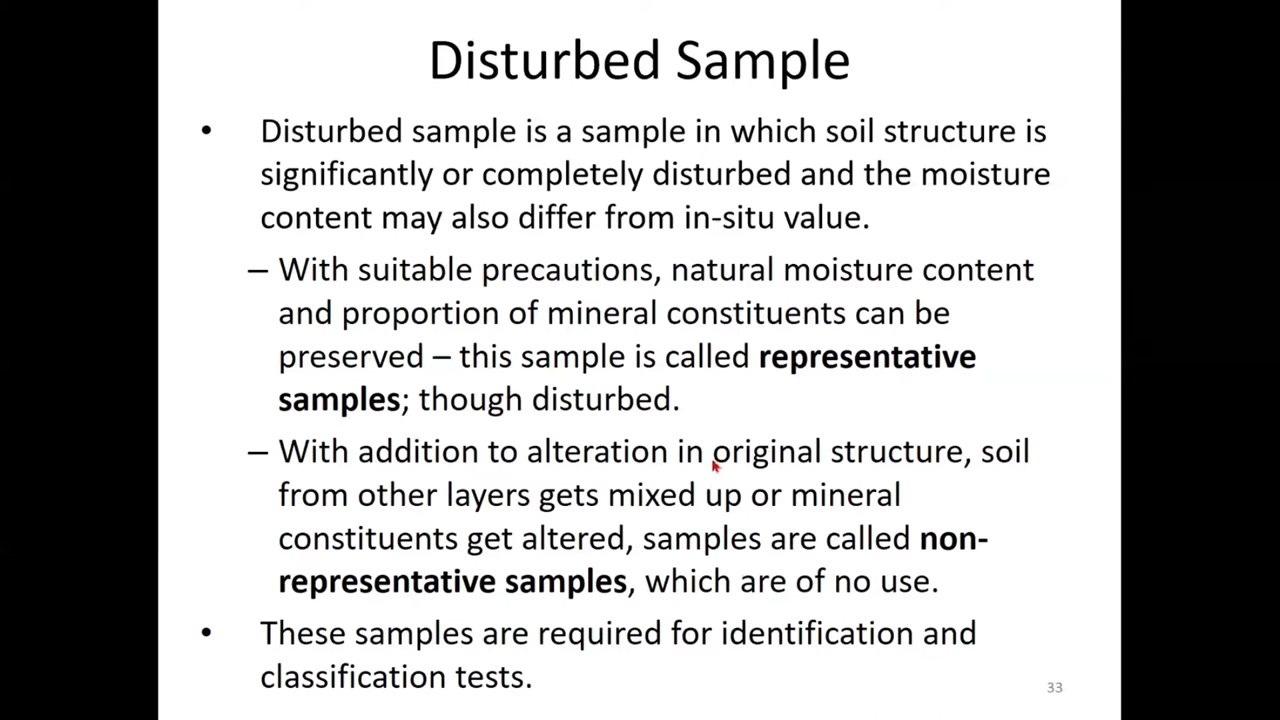 Disturbed Sample
• Disturbed sample is a sample in which soil structure is
significantly or completely disturbed and the moisture
content may also differ from in-situ value.
– With suitable precautions, natural moisture content
and proportion of mineral constituents can be
preserved – this sample is called representative
samples; though disturbed.
– With addition to alteration in original structure, soil
from other layers gets mixed up or mineral
constituents get altered, samples are called non-
representative samples, which are of no use.
• These samples are required for identification and
classification tests.
33